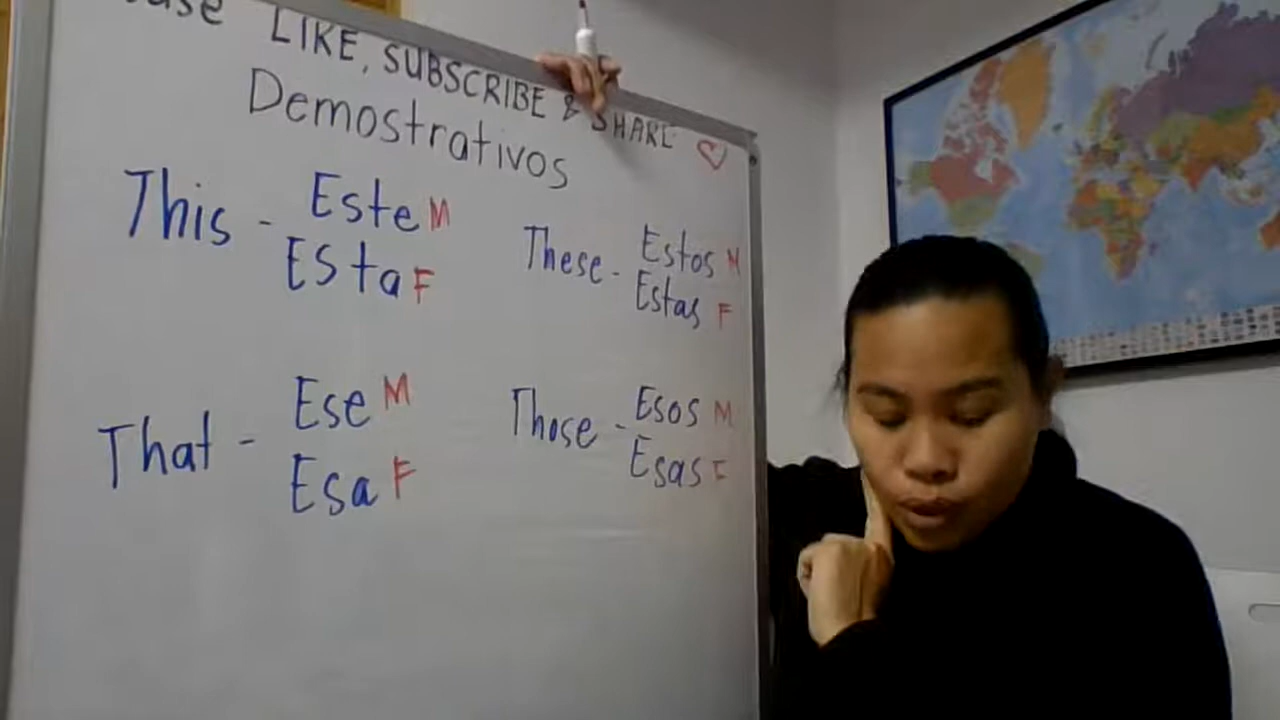 LIKE, SUBSCRIBE & SHARE
Demostrativos
This - Este M
Esta F
These - Estos M
Estas F
That - Ese M
Esa F
Those - Esos M
Esas F